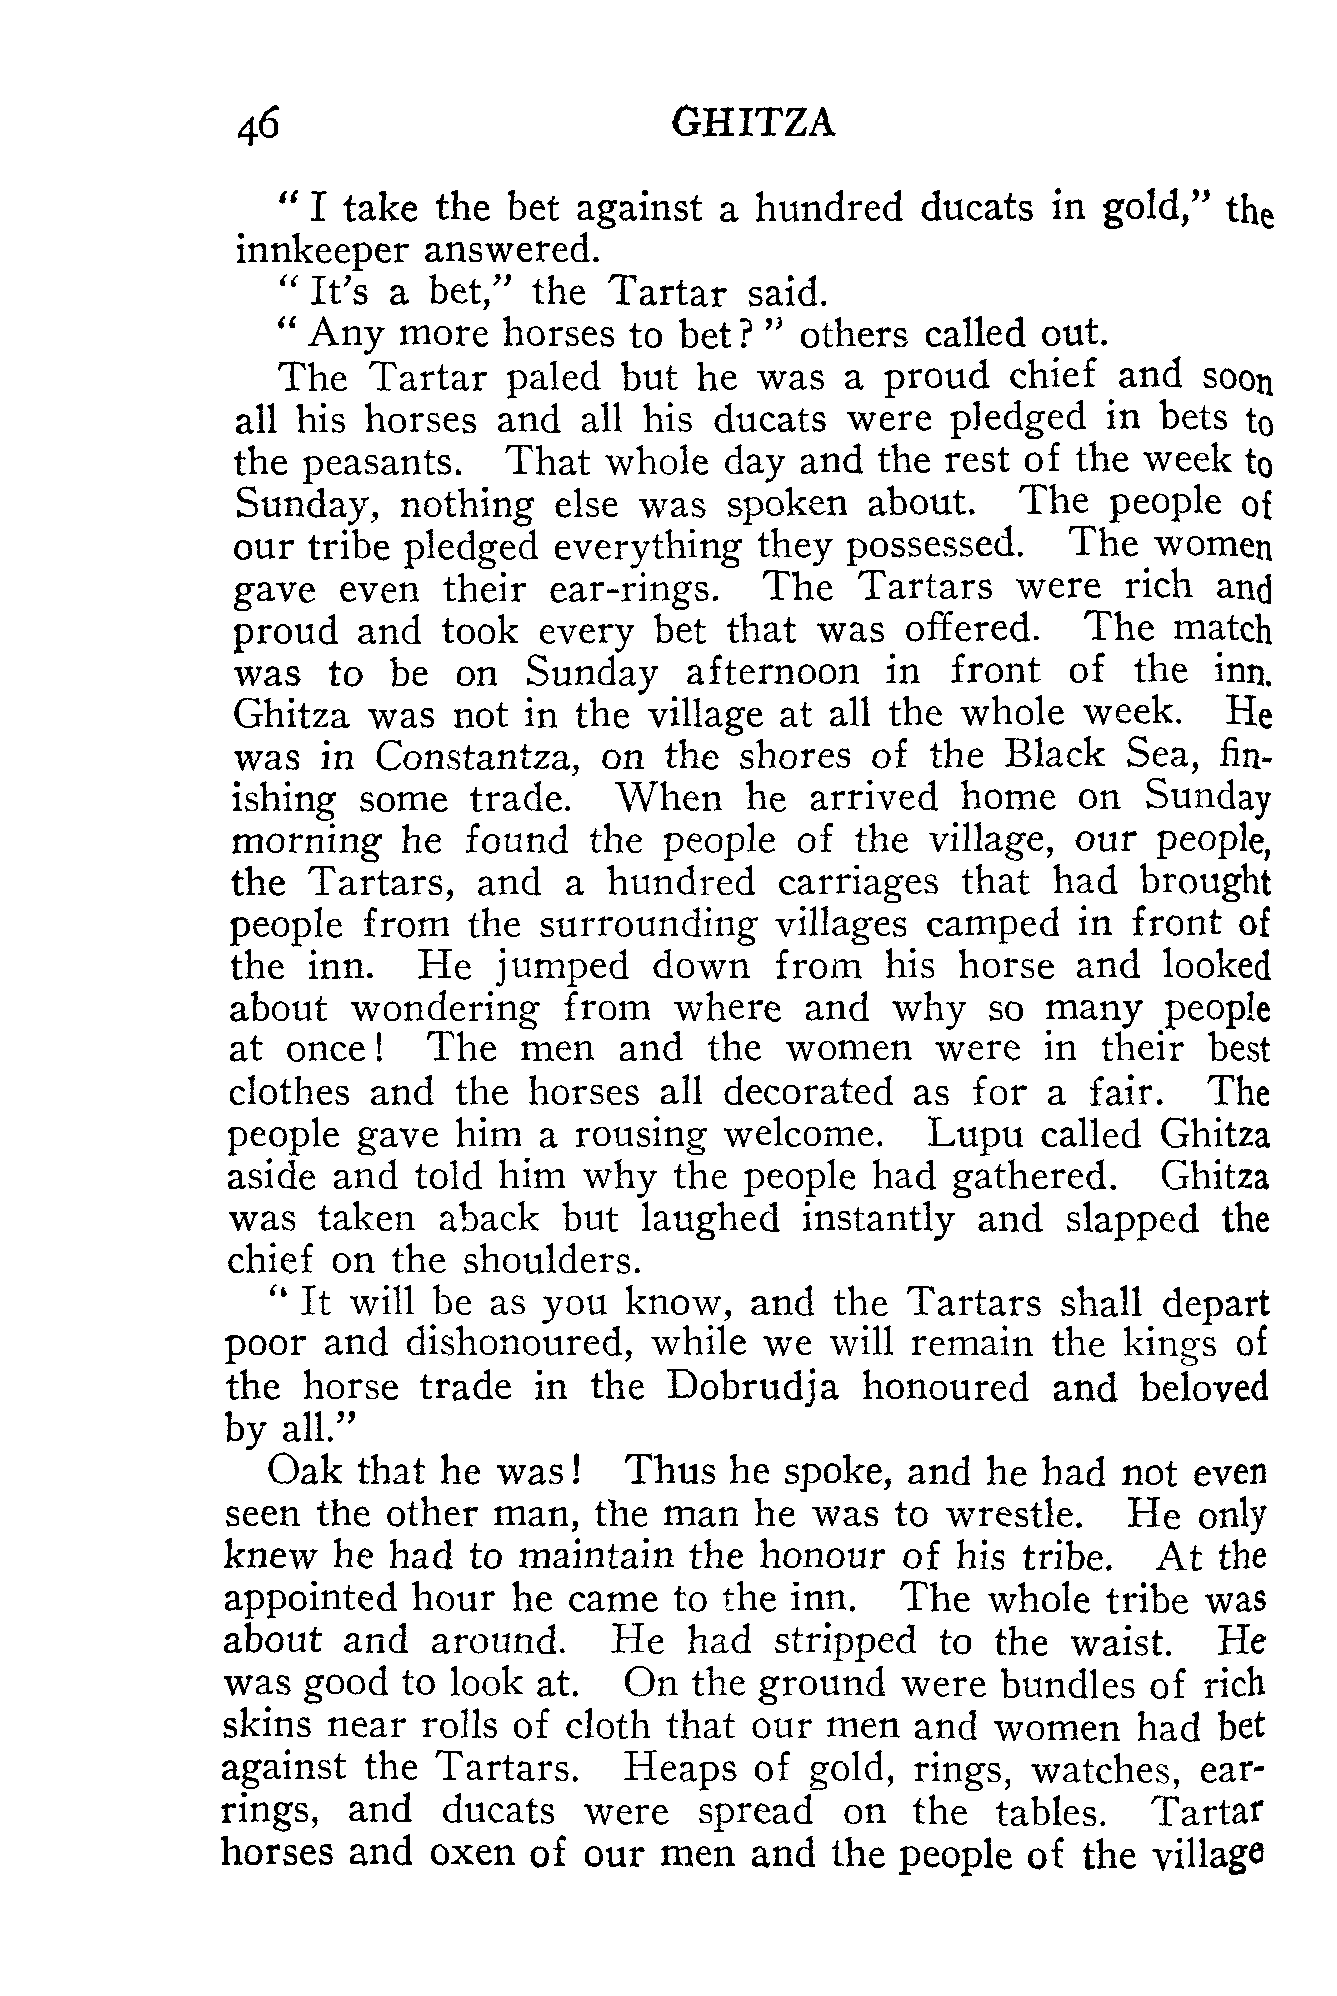 46 GHITZA
“ I take the bet against a hundred ducats in gold,” the
innkeeper answered.
“ It’s a bet,” the Tartar said.
“ Any more horses to bet? ” others called out.
The Tartar paled but he was a proud chief and soon
all his horses and all his ducats were pledged in bets to
the peasants. That whole day and the rest of the week to
Sunday, nothing else was spoken about. The people of
our tribe pledged everything they possessed. The women
gave even their ear-rings. The Tartars were rich and
proud and took every bet that was offered. The match
was to be on Sunday afternoon in front of the inn.
Ghitza was not in the village at all the whole week. He
was in Constantza, on the shores of the Black Sea, fin-
ishing some trade. When he arrived home on Sunday
morning he found the people of the village, our people,
the Tartars, and a hundred carriages that had brought
people from the surrounding villages camped in front of
the inn. He jumped down from his horse and looked
about wondering from where and why so many people
at once! The men and the women were in their best
clothes and the horses all decorated as for a fair. The
people gave him a rousing welcome. Lupu called Ghitza
aside and told him why the people had gathered. Ghitza
was taken aback but laughed instantly and slapped the
chief on the shoulders.
“ It will be as you know, and the Tartars shall depart
poor and dishonoured, while we will remain the kings of
the horse trade in the Dobrudja honoured and beloved
by all.”
Oak that he was! Thus he spoke, and he had not even
seen the other man, the man he was to wrestle. He only
knew he had to maintain the honour of his tribe. At the
appointed hour he came to the inn. The whole tribe was
about and around. He had stripped to the waist. He
was good to look at. On the ground were bundles of rich
skins near rolls of cloth that our men and women had bet
against the Tartars. Heaps of gold, rings, watches, ear-
rings, and ducats were spread on the tables. Tartar
horses and oxen of our men and the people of the village